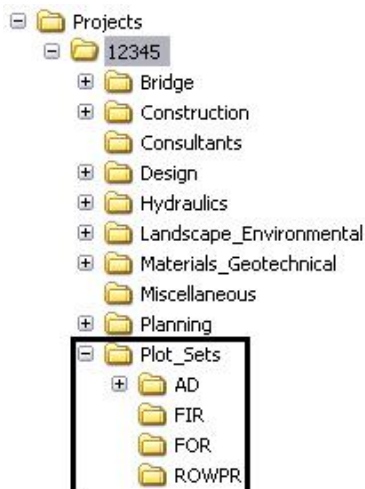 Projects
12345
Bridge
Construction
Consultants
Design
Hydraulics
Landscape_Environmental
Materials_Geotechnical
Miscellaneous
Planning
Plot_Sets
AD
FIR
FOR
ROWPR